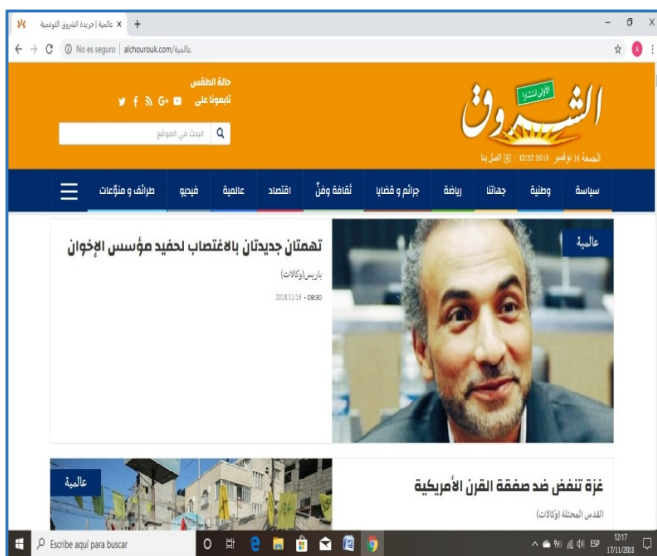 عالمية | جريدة الشروق التونسية
No es seguro | alchourouk.com/عالمية
حالة الطقس
تابعونا على
البحث في الموقع
الأولى انتشارا
الشروق
الجمعة 16 نوفمبر 2018 12:12 | اتصل بنا
سياسة وطنية جهاتنا رياضة جرائم و قضايا ثقافة وفنّ اقتصاد عالمية فيديو طرائف و منوّعات
عالمية
تهمتان جديدتان بالاغتصاب لحفيد مؤسس الإخوان
باريس(وكالات)
2018/11/16 - 08:30
عالمية
غزة تنفض ضد صفقة القرن الأمريكية
القدس المحتلة (وكالات)
Escribe aquí para buscar
ESP
12:17
17/11/2018